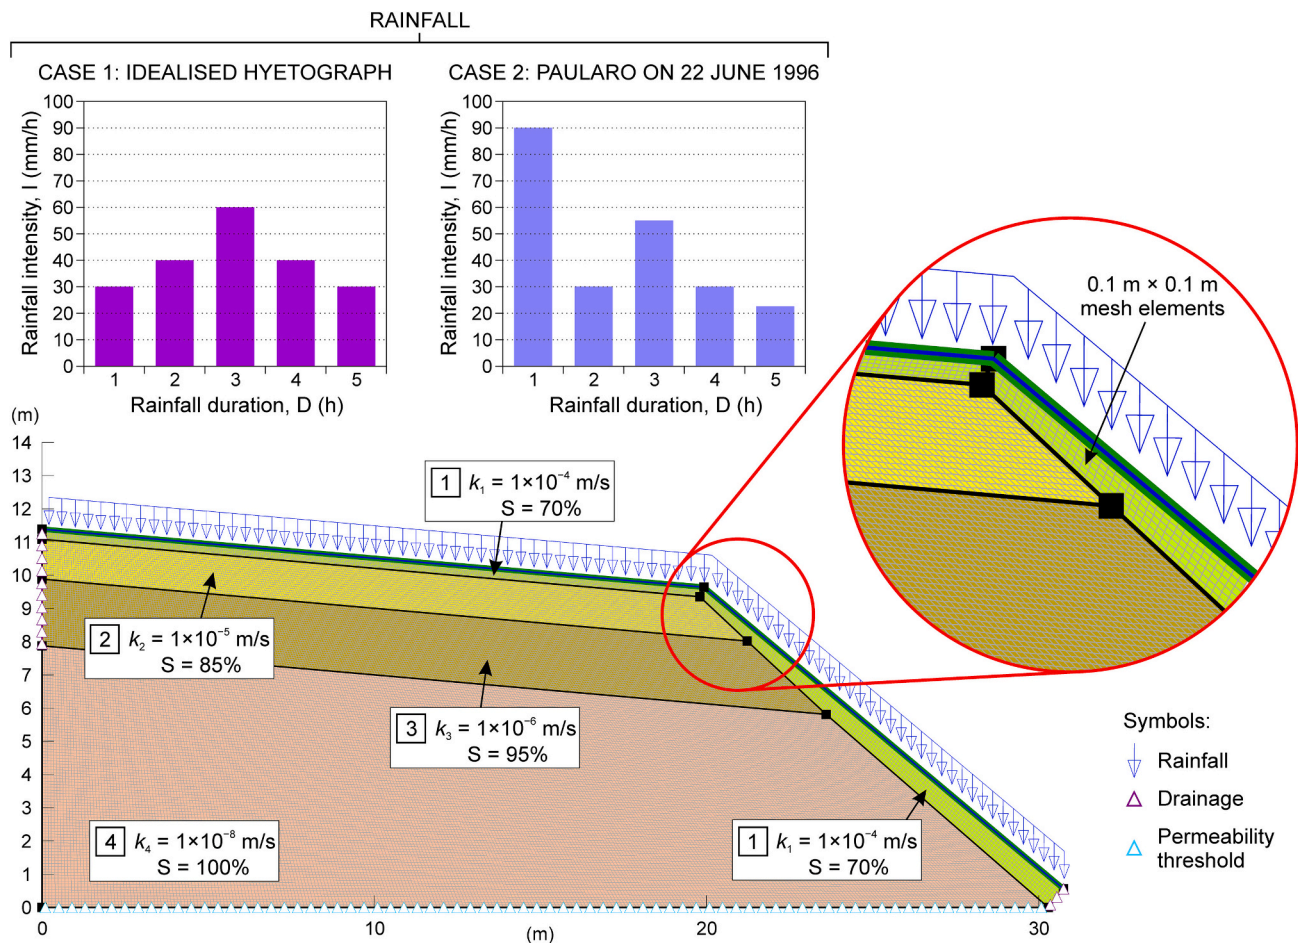 RAINFALL
CASE 1: IDEALISED HYETOGRAPH
Rainfall intensity, I (mm/h)
100
90
80
70
60
50
40
30
20
10
0
1 2 3 4 5
Rainfall duration, D (h)
CASE 2: PAULARO ON 22 JUNE 1996
Rainfall intensity, I (mm/h)
100
90
80
70
60
50
40
30
20
10
0
1 2 3 4 5
Rainfall duration, D (h)
0.1 m × 0.1 m
mesh elements
(m)
14
13
12
11
10
9
8
7
6
5
4
3
2
1
0
0 10 20 30
(m)
1 k₁ = 1×10⁻⁴ m/s
S = 70%
2 k₂ = 1×10⁻⁵ m/s
S = 85%
3 k₃ = 1×10⁻⁶ m/s
S = 95%
4 k₄ = 1×10⁻⁸ m/s
S = 100%
1 k₁ = 1×10⁻⁴ m/s
S = 70%
Symbols:
Rainfall
Drainage
Permeability
threshold